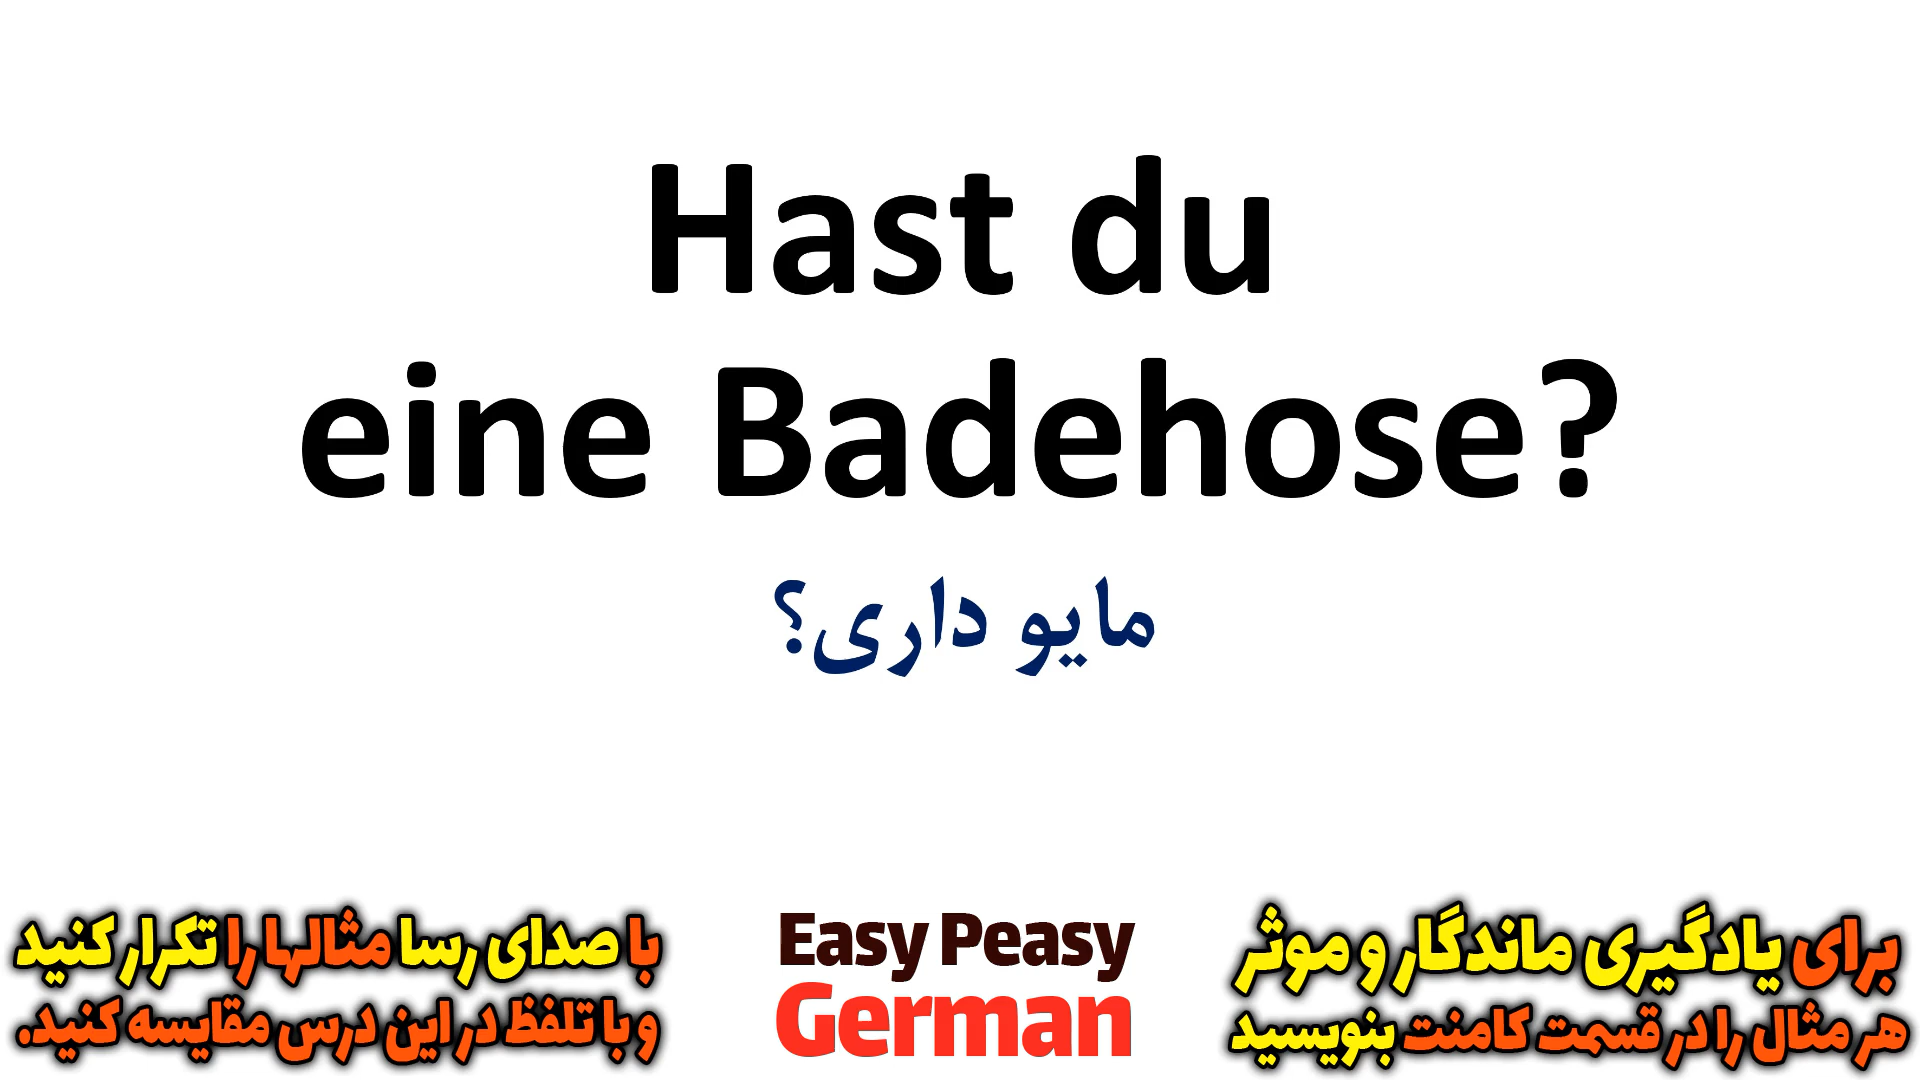 Hast du
eine Badehose?
مایو داری؟
برای یادگیری ماندگار و موثر
هر مثال را در قسمت کامنت بنویسید
Easy Peasy
German
با صدای رسا مثالها را تکرار کنید
و با تلفظ در این درس مقایسه کنید.